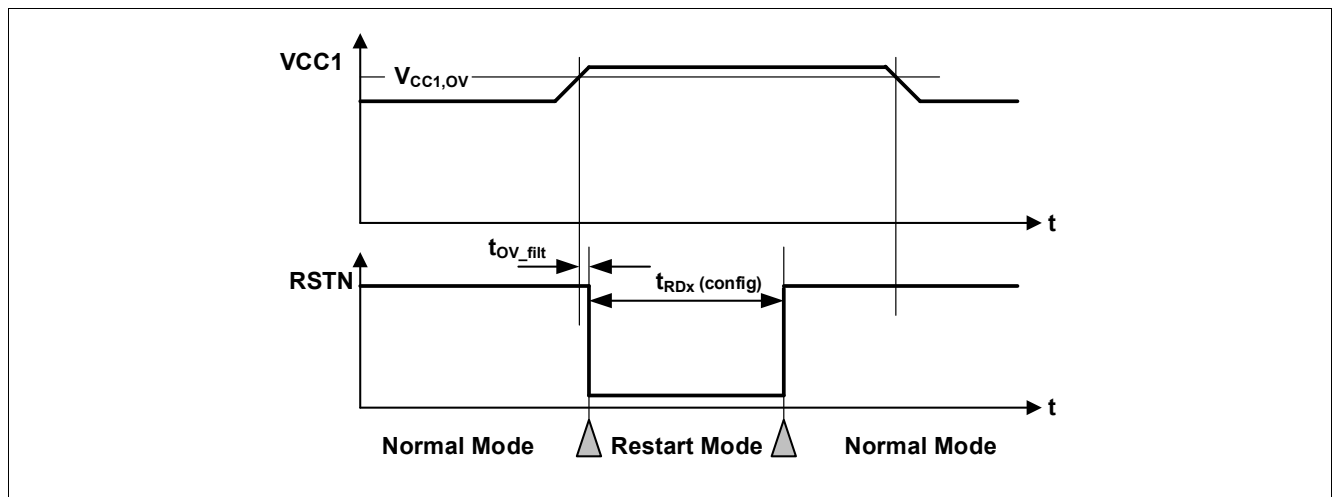 VCC1
VCC1,OV
t
tOV_filt
RSTN
tRDx (config)
t
Normal Mode
Restart Mode
Normal Mode